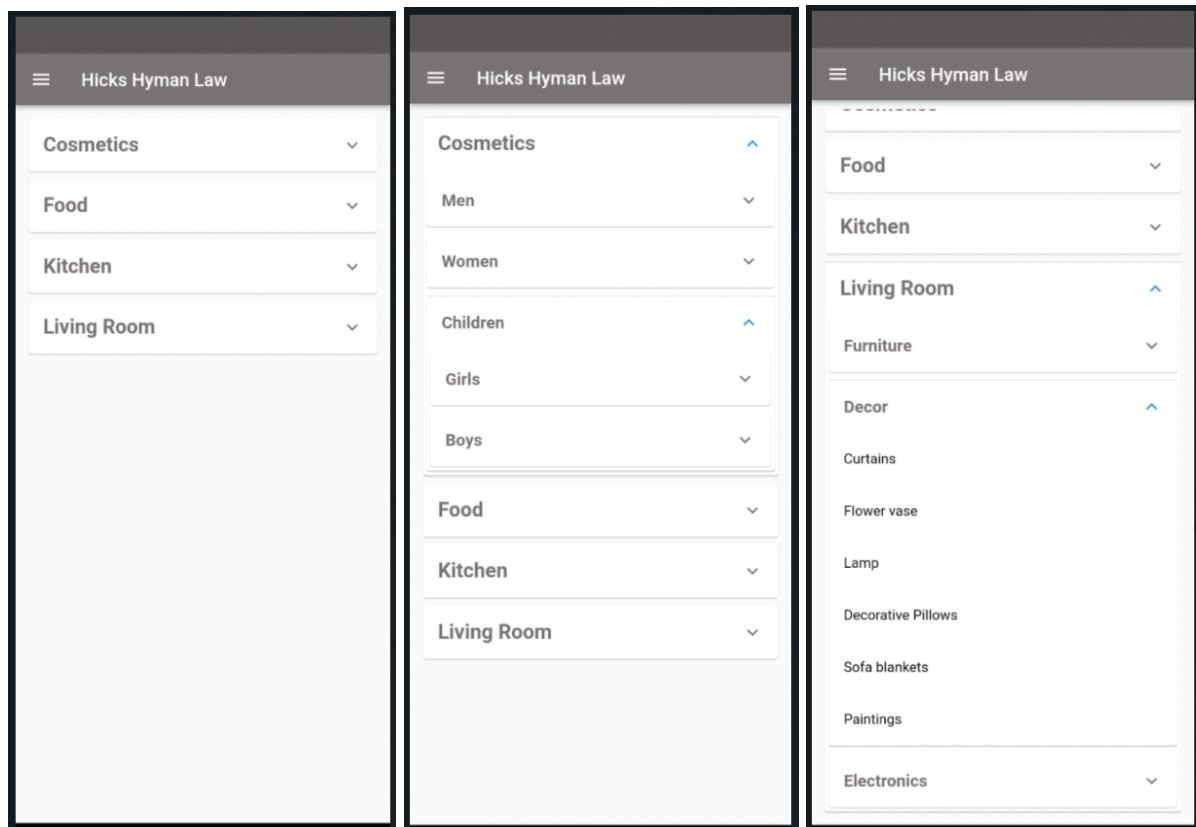 Hicks Hyman Law
Cosmetics
Food
Kitchen
Living Room
Hicks Hyman Law
Cosmetics
Men
Women
Children
Girls
Boys
Food
Kitchen
Living Room
Hicks Hyman Law
Cosmetics
Food
Kitchen
Living Room
Furniture
Decor
Curtains
Flower vase
Lamp
Decorative Pillows
Sofa blankets
Paintings
Electronics